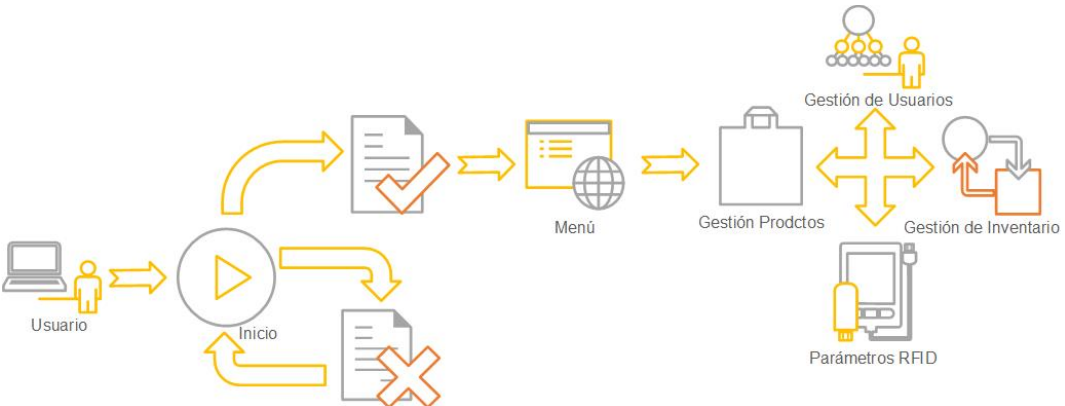 Gestión de Usuarios
Menú
Gestión Prodctos
Gestión de Inventario
Usuario
Inicio
Parámetros RFID